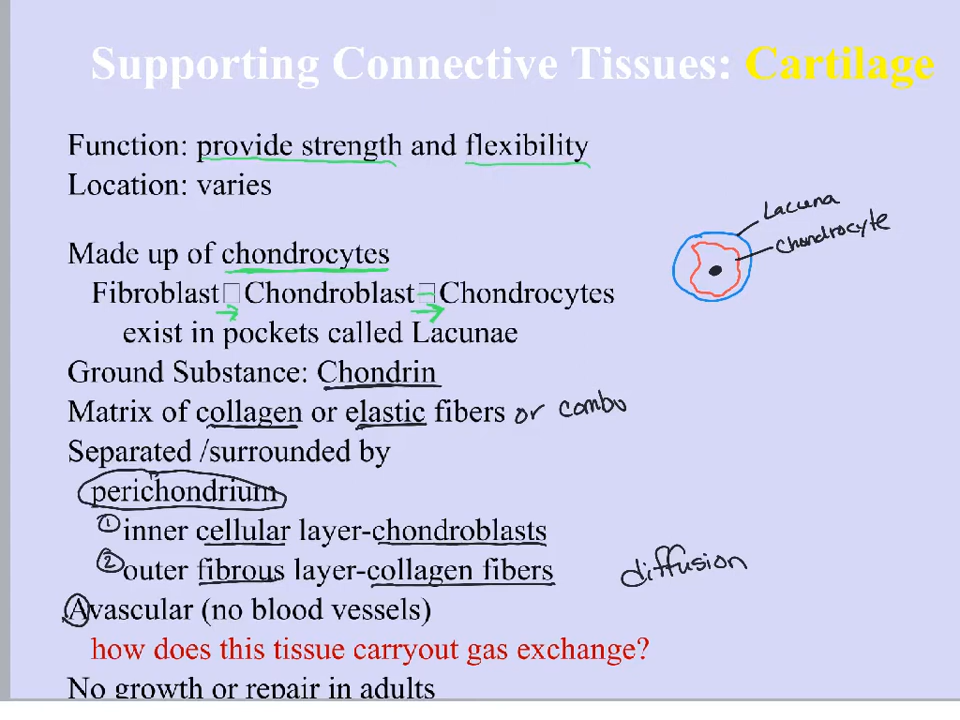 Supporting Connective Tissues: Cartilage
Function: provide strength and flexibility
Location: varies
Lacuna
Chondrocyte
Made up of chondrocytes
Fibroblast□Chondroblast□Chondrocytes
exist in pockets called Lacunae
Ground Substance: Chondrin
Matrix of collagen or elastic fibers or combo
Separated /surrounded by
perichondrium
① inner cellular layer-chondroblasts
② outer fibrous layer-collagen fibers
diffusion
Avascular (no blood vessels)
how does this tissue carryout gas exchange?
No growth or repair in adults